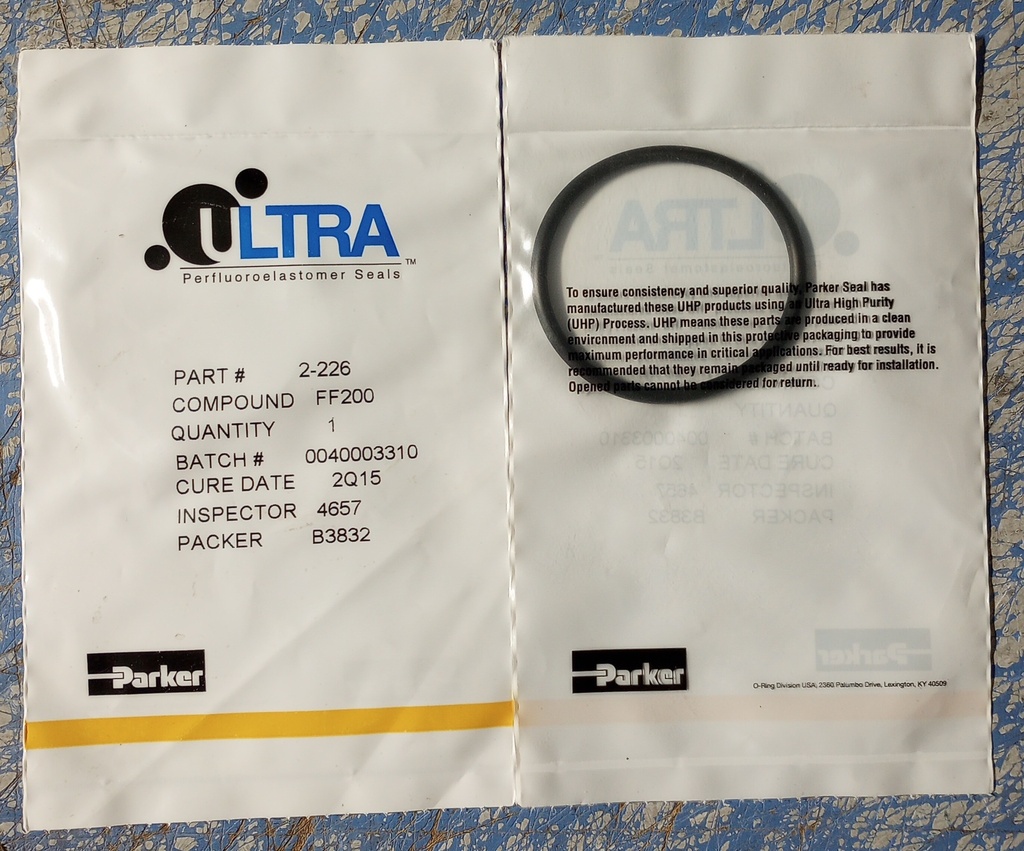 ULTRA™
Perfluoroelastomer Seals
PART # 2-226
COMPOUND FF200
QUANTITY 1
BATCH # 0040003310
CURE DATE 2Q15
INSPECTOR 4657
PACKER B3832
Parker
To ensure consistency and superior quality, Parker Seal has
manufactured these UHP products using an Ultra High Purity
(UHP) Process. UHP means these parts are produced in a clean
environment and shipped in this protective packaging to provide
maximum performance in critical applications. For best results, it is
recommended that they remain packaged until ready for installation.
Opened parts cannot be considered for return.
Parker
O-Ring Division USA, 2360 Palumbo Drive, Lexington, KY 40509